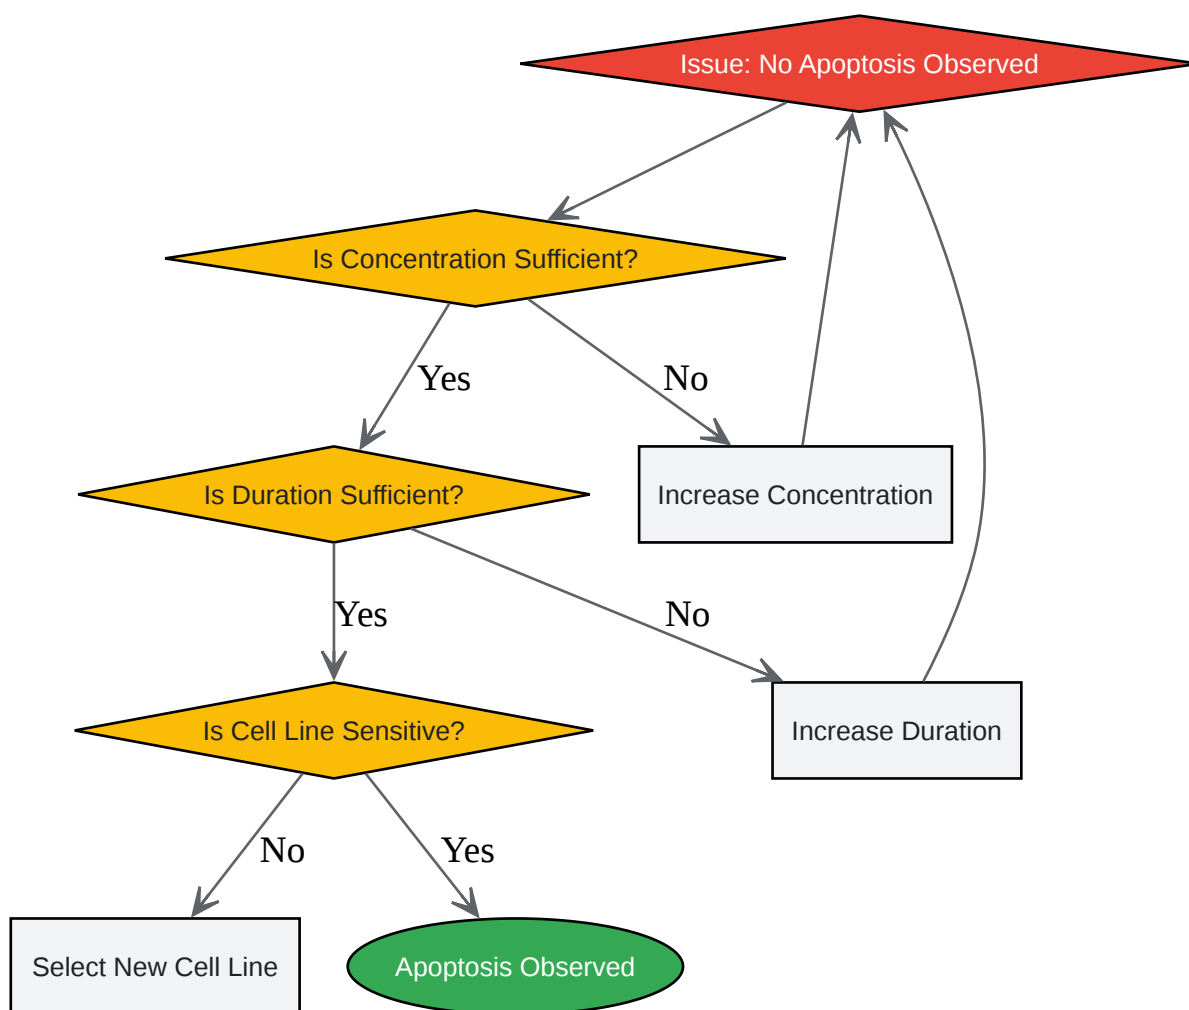 Issue: No Apoptosis Observed
Is Concentration Sufficient?
Yes
No
Is Duration Sufficient?
Increase Concentration
Yes
No
Is Cell Line Sensitive?
Increase Duration
No
Yes
Select New Cell Line
Apoptosis Observed